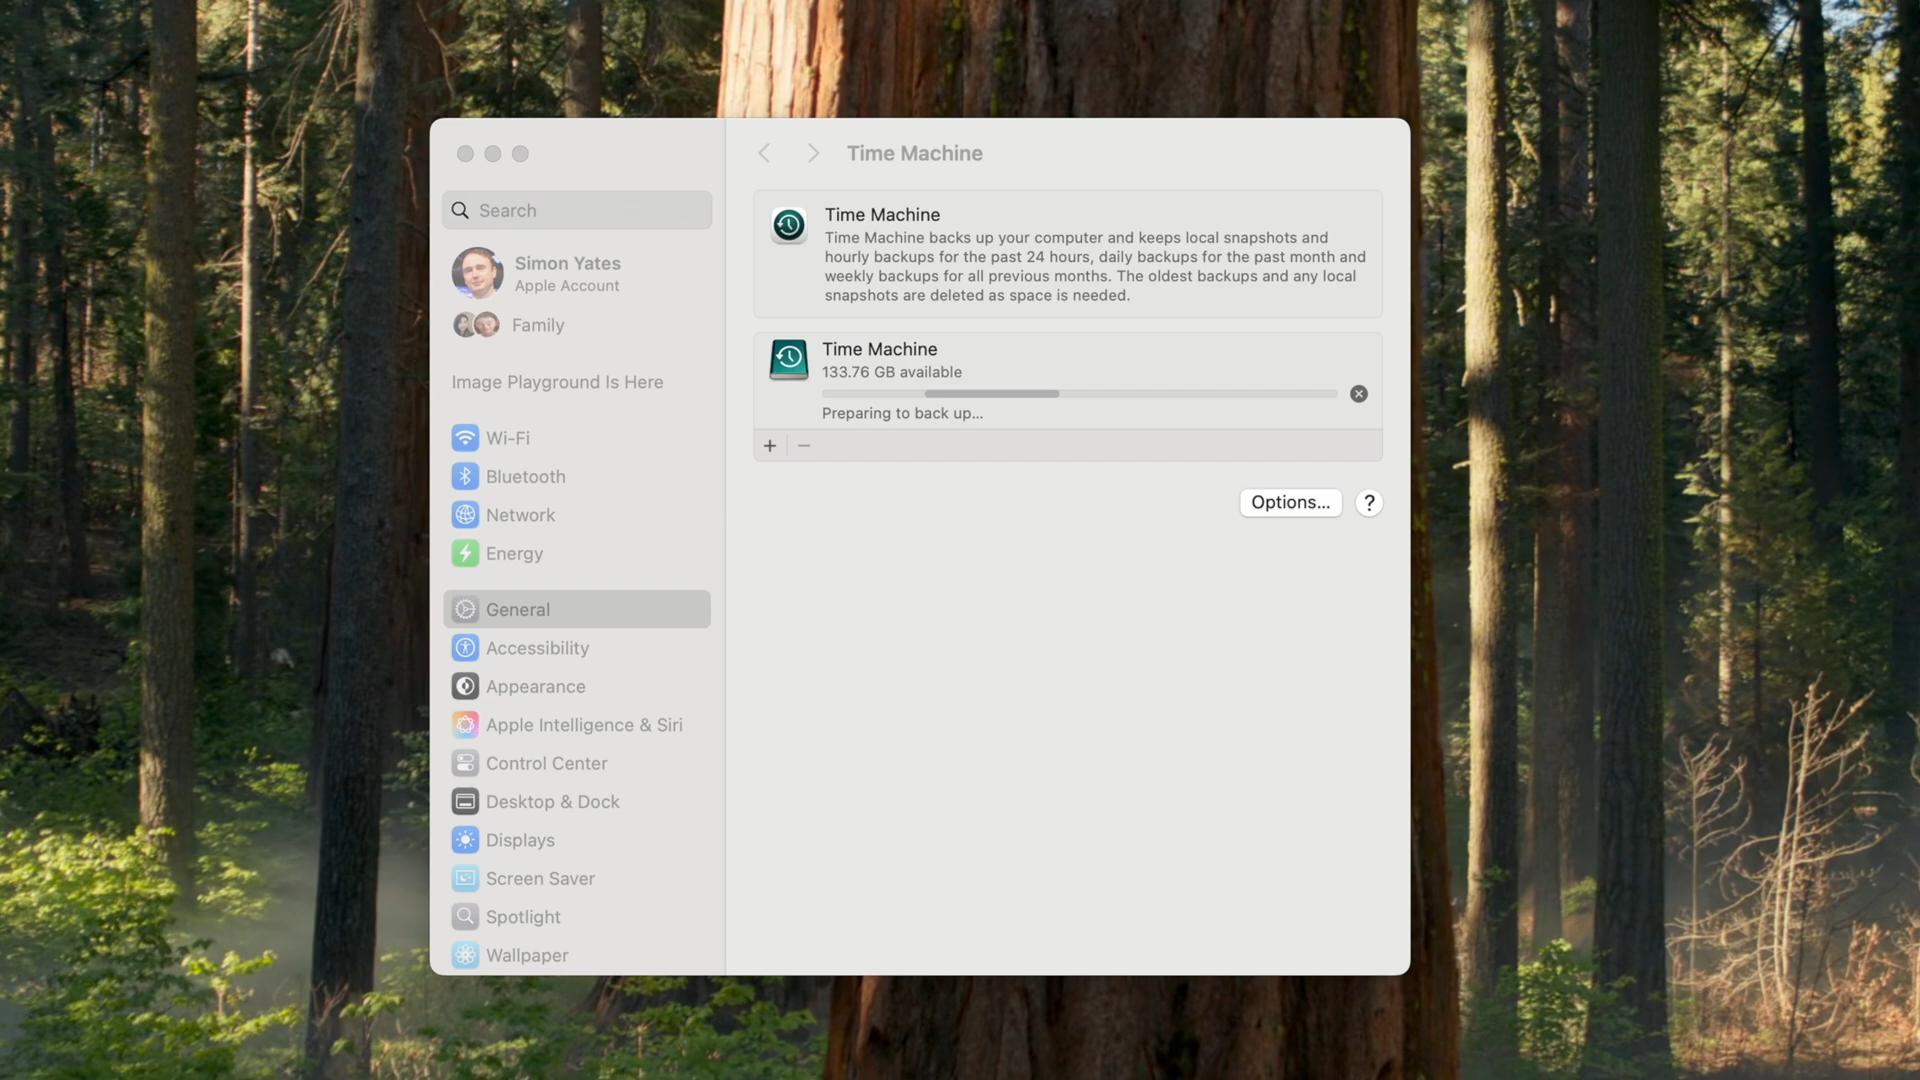 Time Machine
Search
Simon Yates
Apple Account
Family
Image Playground Is Here
Wi-Fi
Bluetooth
Network
Energy
General
Accessibility
Appearance
Apple Intelligence & Siri
Control Center
Desktop & Dock
Displays
Screen Saver
Spotlight
Wallpaper
Time Machine
Time Machine backs up your computer and keeps local snapshots and
hourly backups for the past 24 hours, daily backups for the past month and
weekly backups for all previous months. The oldest backups and any local
snapshots are deleted as space is needed.
Time Machine
133.76 GB available
Preparing to back up...
+ −
Options... ?